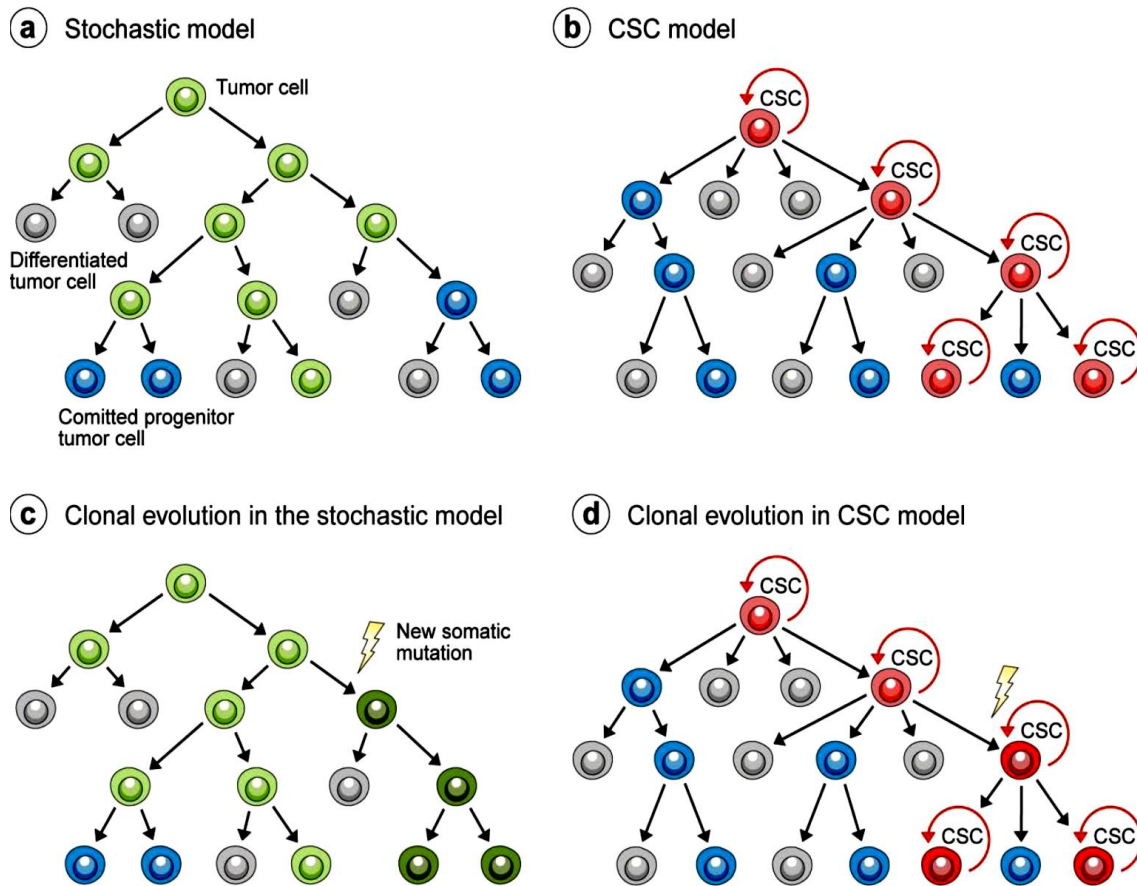 a Stochastic model
Tumor cell
Differentiated
tumor cell
Comitted progenitor
tumor cell
b CSC model
CSC
CSC
CSC
CSC
CSC
c Clonal evolution in the stochastic model
New somatic
mutation
d Clonal evolution in CSC model
CSC
CSC
CSC
CSC
CSC